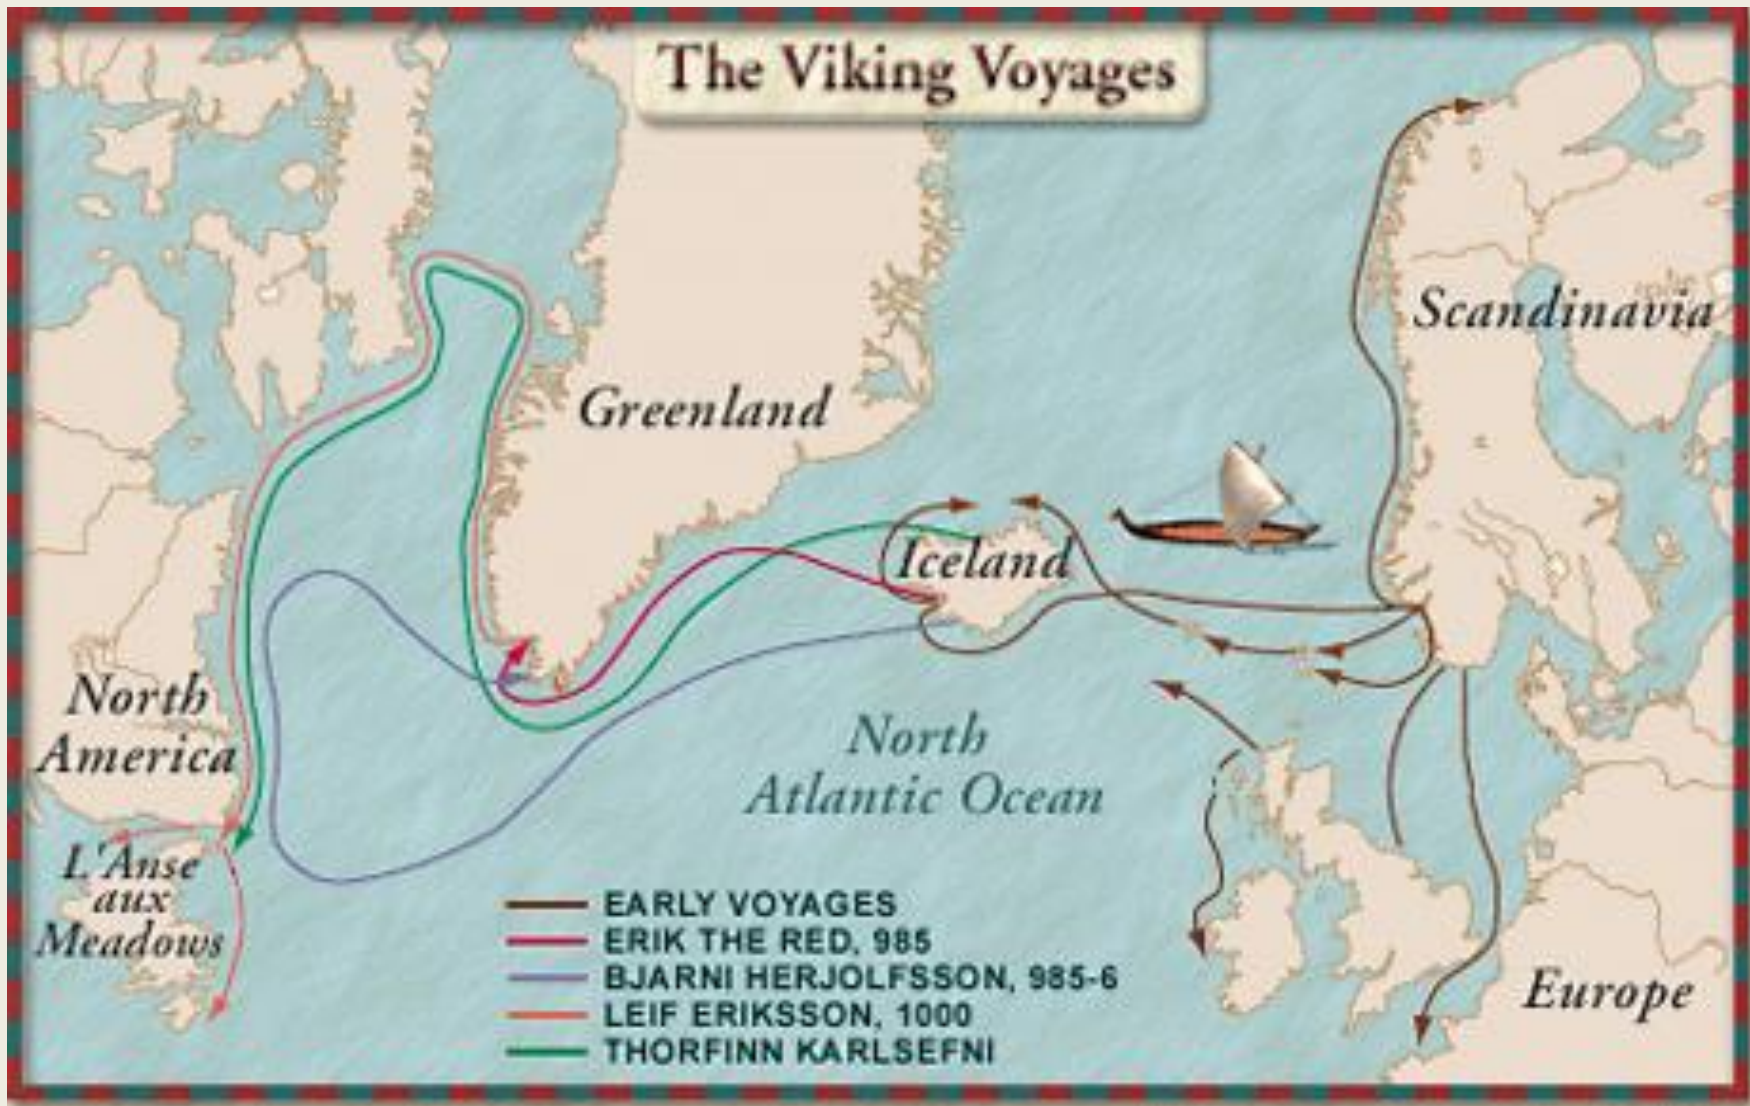 The Viking Voyages
Scandinavia
Greenland
Iceland
North
America
North
Atlantic Ocean
L'Anse
aux
Meadows
Europe
EARLY VOYAGES
ERIK THE RED, 985
BJARNI HERJOLFSSON, 985-6
LEIF ERIKSSON, 1000
THORFINN KARLSEFNI